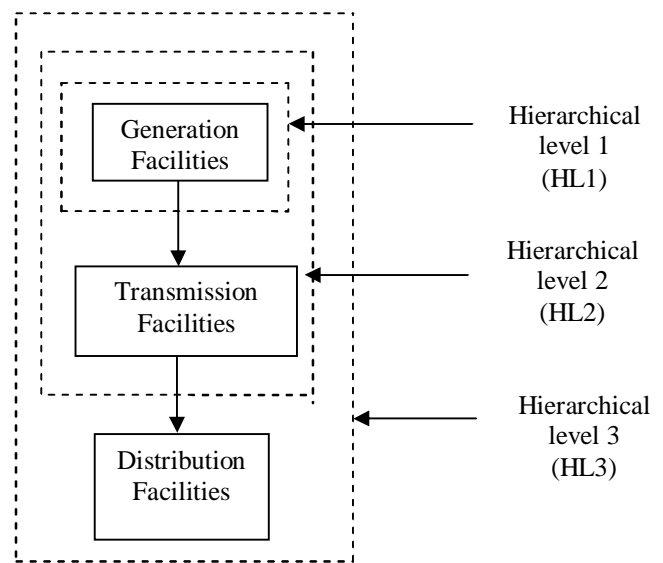 Generation
Facilities
Hierarchical
level 1
(HL1)
Transmission
Facilities
Hierarchical
level 2
(HL2)
Distribution
Facilities
Hierarchical
level 3
(HL3)